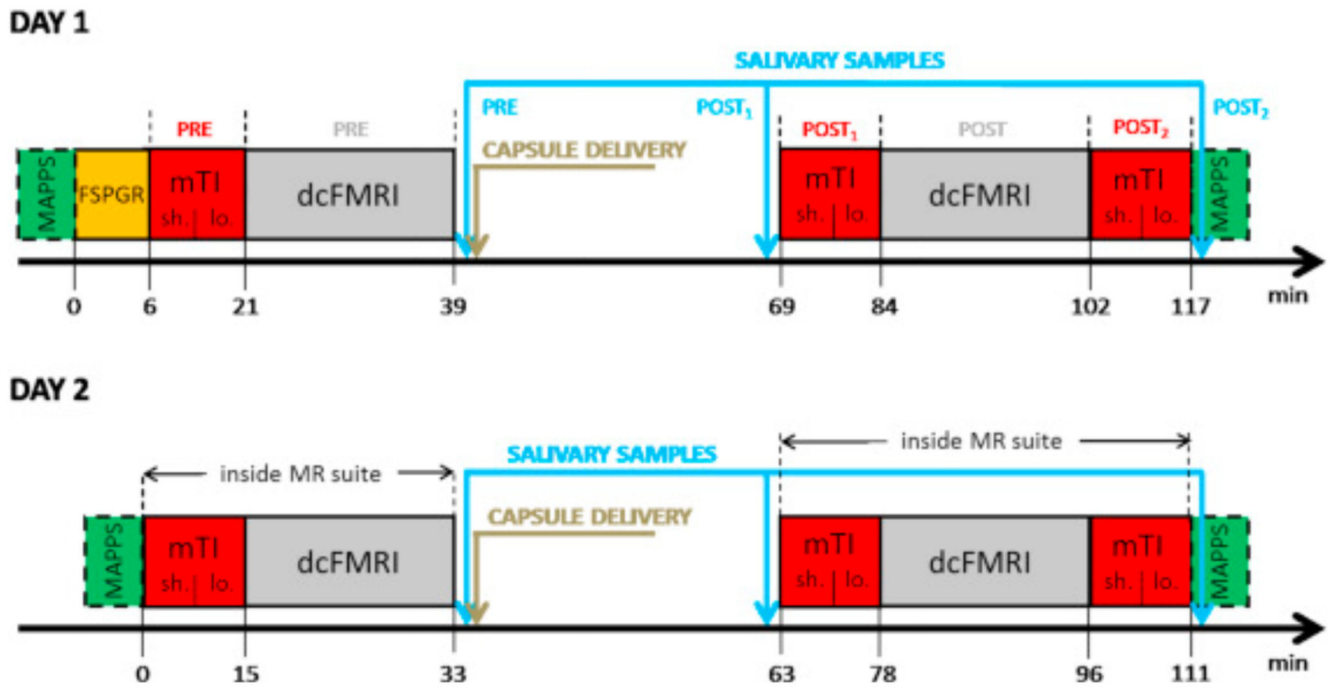 DAY 1
SALIVARY SAMPLES
PRE PRE PRE POST₁ POST₁ POST POST₂ POST₂
CAPSULE DELIVERY
MAPPS FSPGR mTI dcFMRI mTI dcFMRI mTI MAPPS
sh. lo. sh. lo. sh. lo.
0 6 21 39 69 84 102 117 min
DAY 2
inside MR suite
SALIVARY SAMPLES
inside MR suite
CAPSULE DELIVERY
MAPPS mTI dcFMRI mTI dcFMRI mTI MAPPS
sh. lo. sh. lo. sh. lo.
0 15 33 63 78 96 111 min